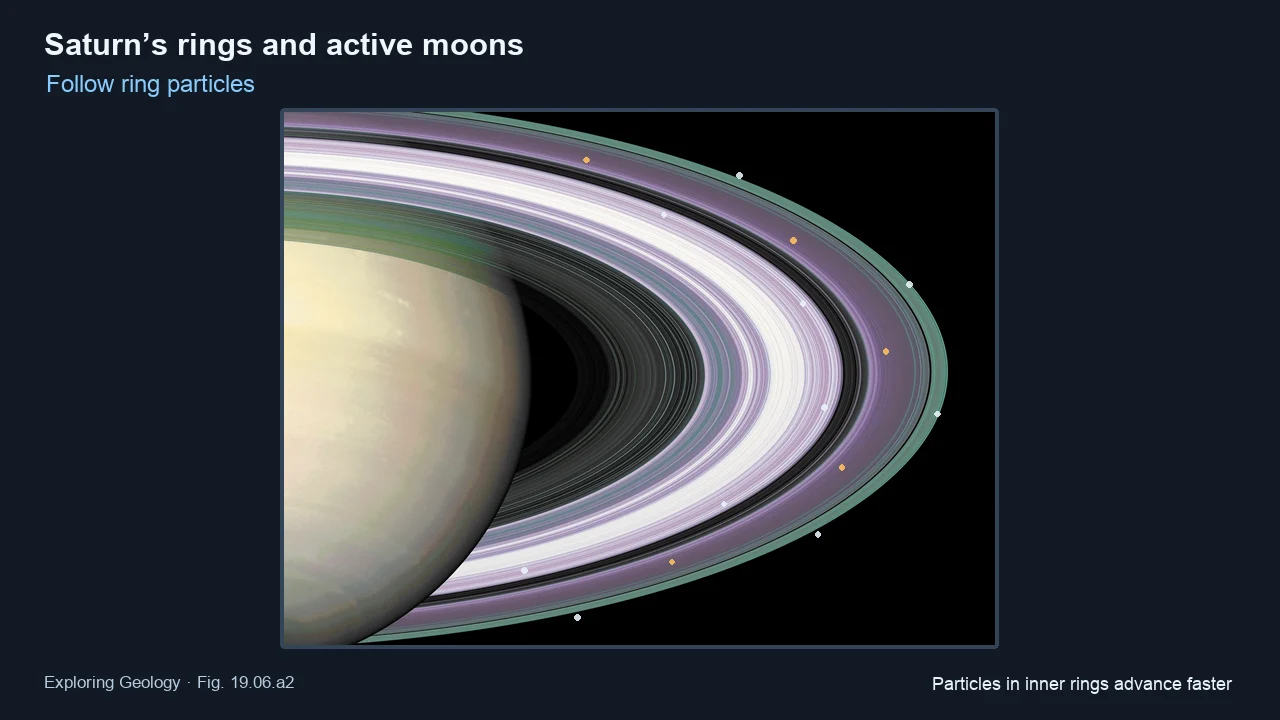 Saturn’s rings and active moons
Follow ring particles
Exploring Geology · Fig. 19.06.a2
Particles in inner rings advance faster